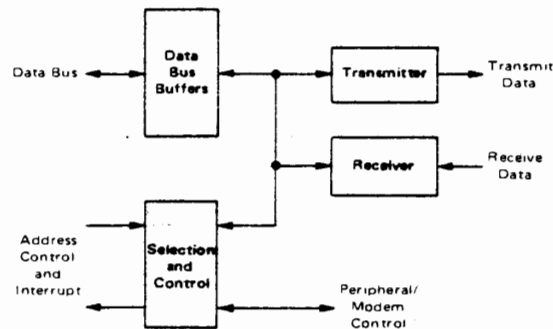 Data
Bus
Buffers
Data Bus
Transmitter
Transmit
Data
Receiver
Receive
Data
Address
Control
and
Interrupt
Selection
and
Control
Peripheral/
Modem
Control